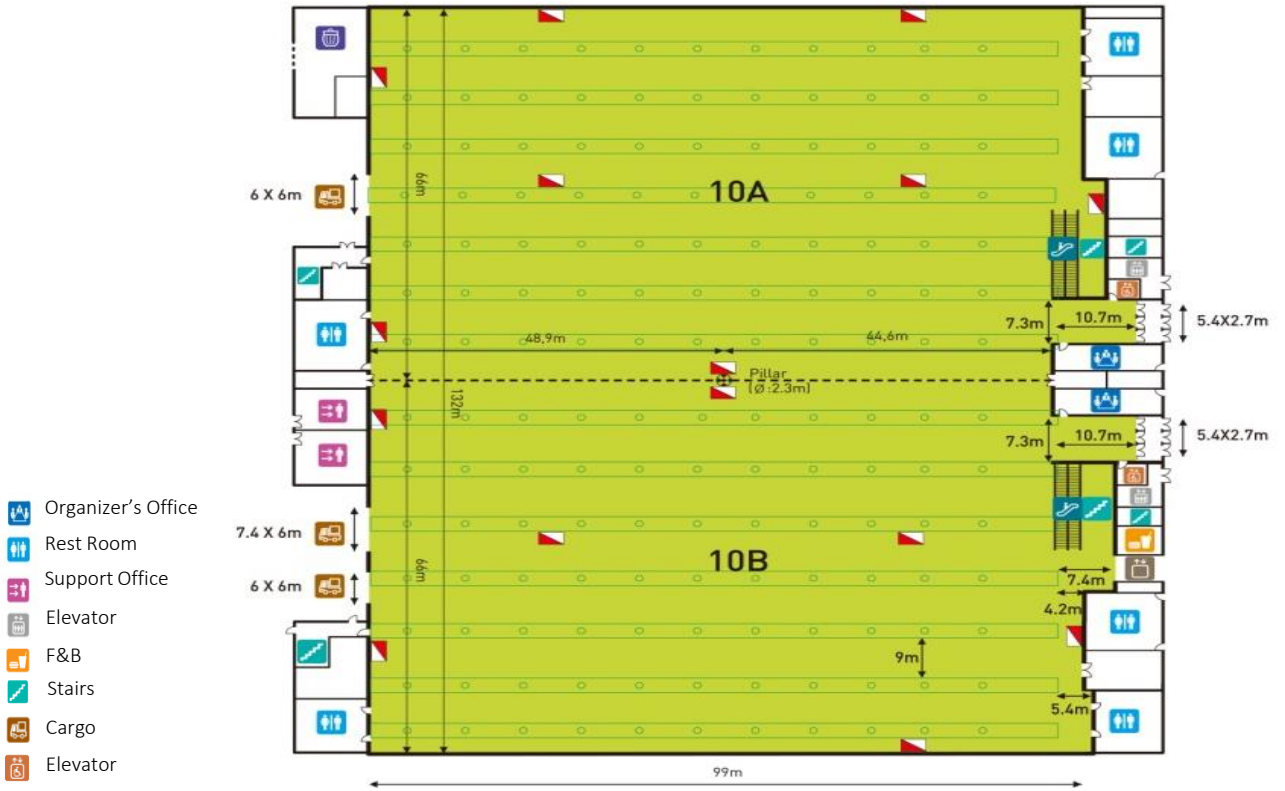 6 X 6m
66m
10A
7.3m
10.7m
5.4X2.7m
48,9m
44,6m
Pillar
(Ø :2.3m)
132m
7.3m
10.7m
5.4X2.7m
Organizer's Office
Rest Room
Support Office
Elevator
F&B
Stairs
Cargo
Elevator
7.4 X 6m
6 X 6m
66m
10B
7.4m
4.2m
9m
5.4m
99m